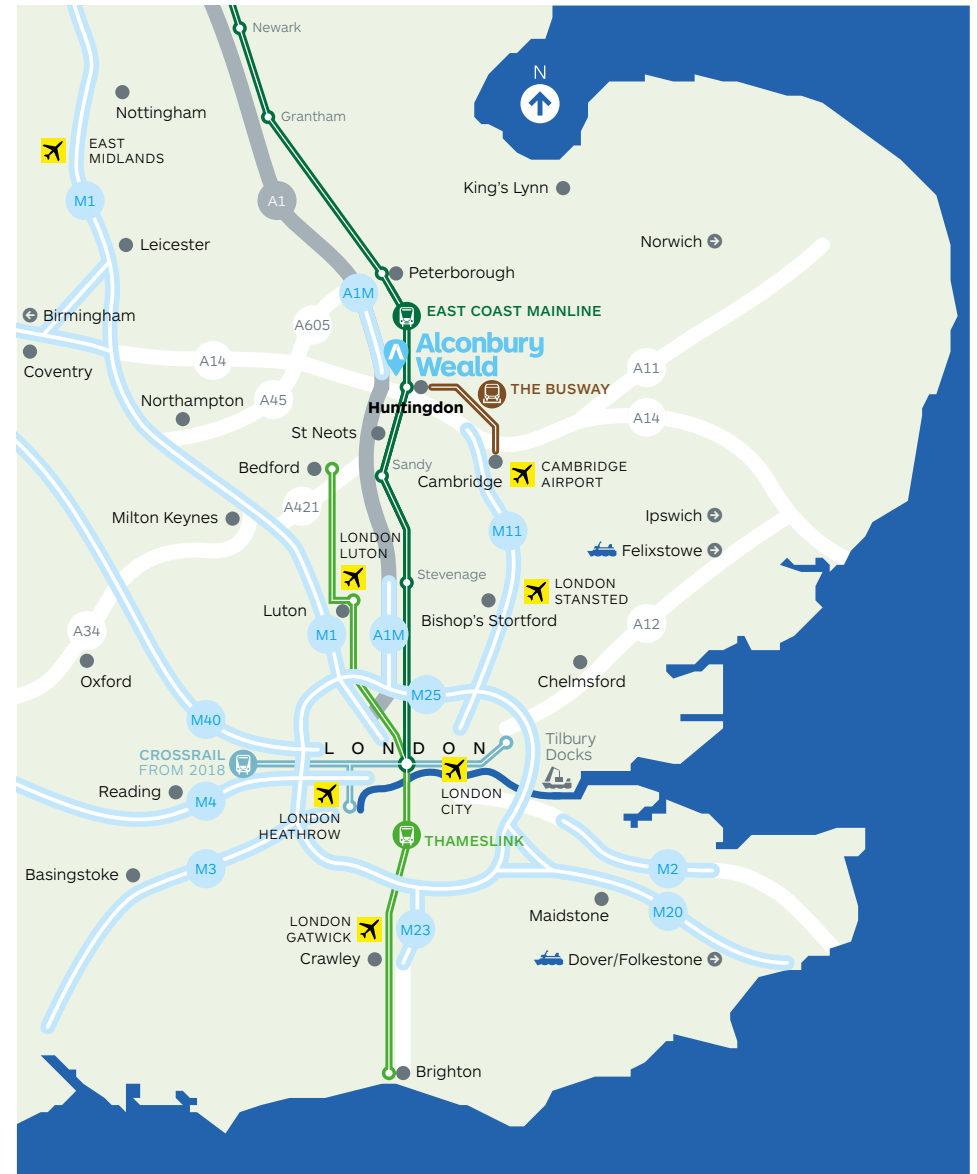 Newark
N
Nottingham
Grantham
EAST
MIDLANDS
King's Lynn
M1
A1
Norwich
Leicester
Peterborough
A1M
EAST COAST MAINLINE
Birmingham
A605
Alconbury
Weald
A14
A11
Coventry
THE BUSWAY
Northampton
A45
Huntingdon
A14
St Neots
Bedford
Sandy
CAMBRIDGE
AIRPORT
Cambridge
A421
Milton Keynes
Ipswich
M11
LONDON
LUTON
Felixstowe
Stevenage
LONDON
STANSTED
Luton
Bishop's Stortford
A34
M1
A1M
A12
Oxford
Chelmsford
M25
M40
LONDON
Tilbury
Docks
CROSSRAIL
FROM 2018
Reading
M4
LONDON
CITY
LONDON
HEATHROW
THAMESLINK
M3
M2
Basingstoke
Maidstone
M20
LONDON
GATWICK
M23
Crawley
Dover/Folkestone
Brighton